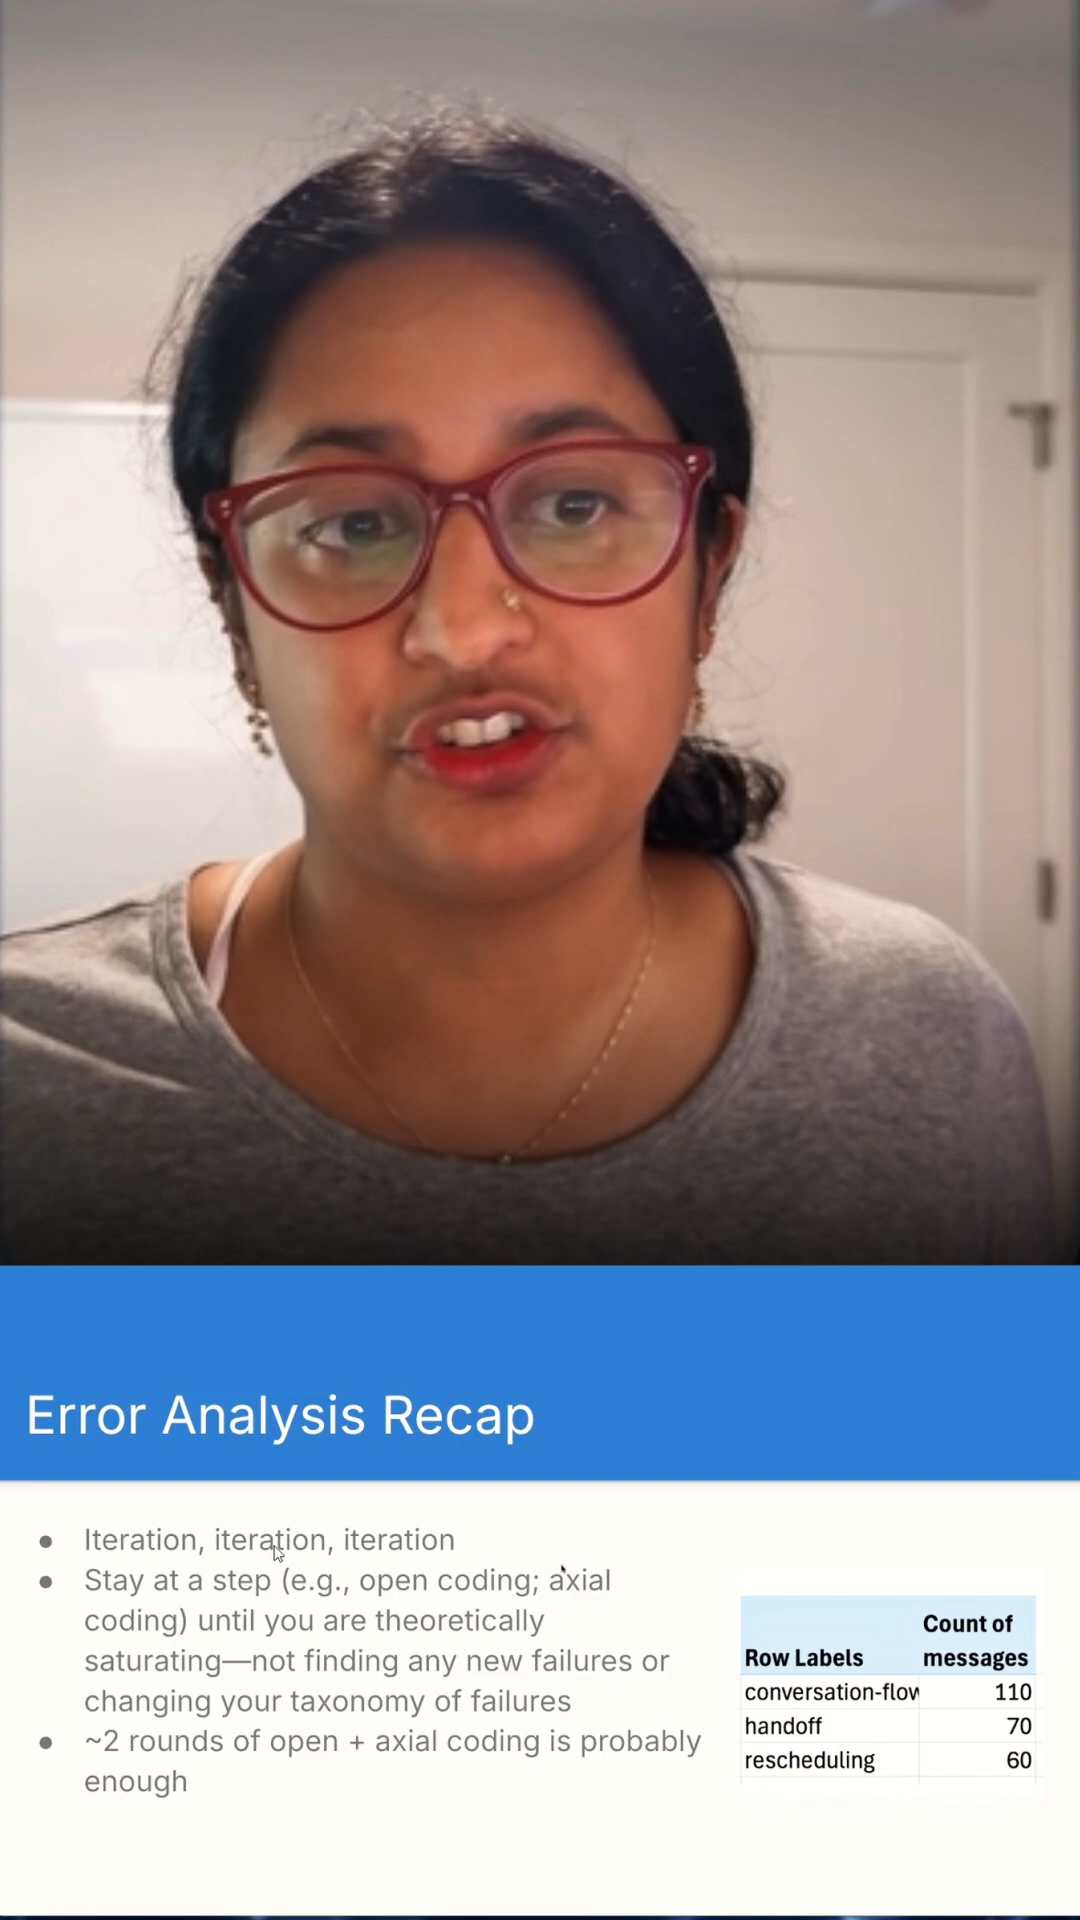 Error Analysis Recap
● Iteration, iteration, iteration
● Stay at a step (e.g., open coding; axial
coding) until you are theoretically
saturating—not finding any new failures or
changing your taxonomy of failures
● ~2 rounds of open + axial coding is probably
enough
Count of
Row Labels messages
conversation-flow 110
handoff 70
rescheduling 60